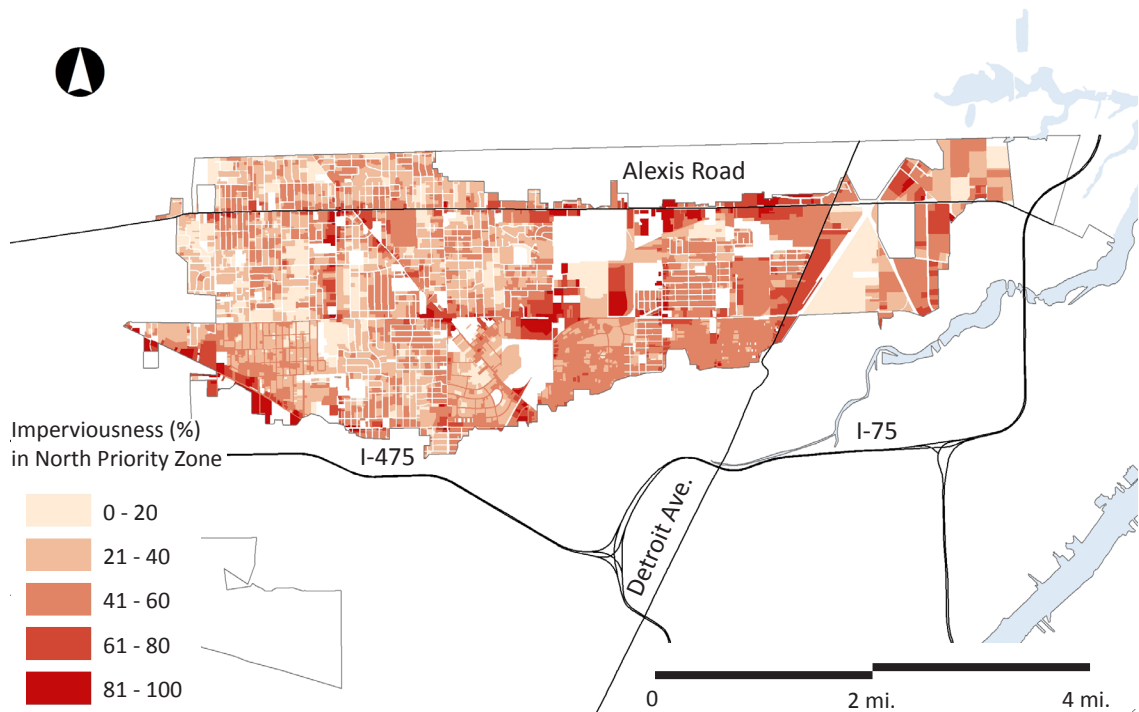 Alexis Road
Imperviousness (%)
in North Priority Zone
I-475
I-75
Detroit Ave.
0 - 20
21 - 40
41 - 60
61 - 80
81 - 100
0
2 mi.
4 mi.